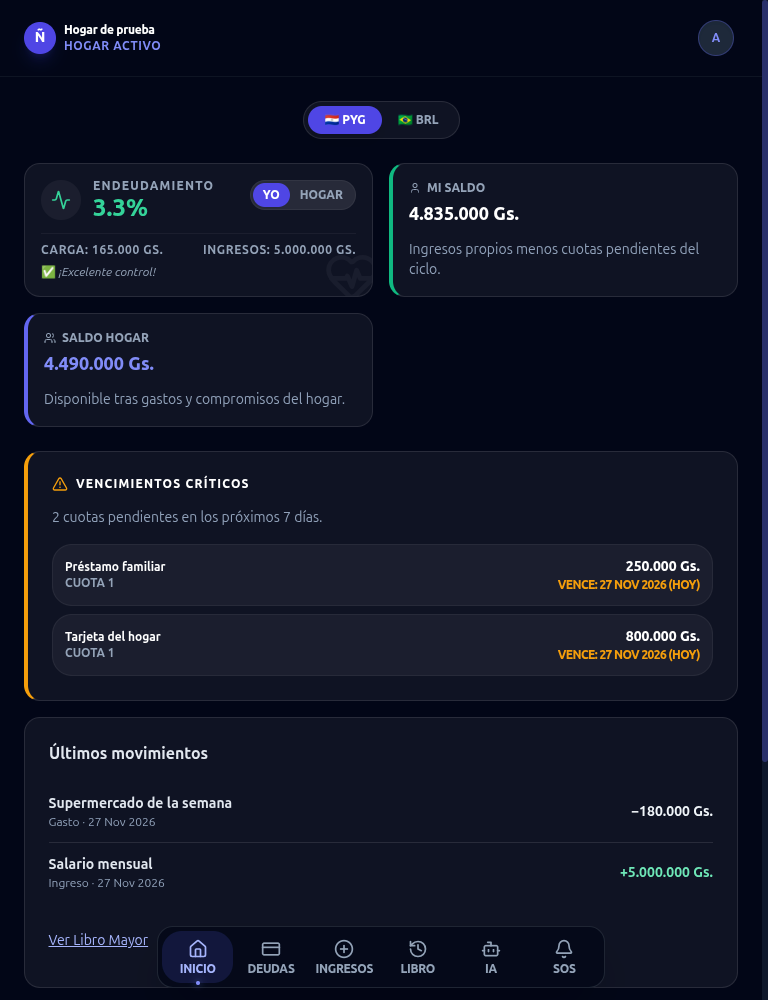 Ñ
Hogar de prueba
HOGAR ACTIVO
A
🇵🇾 PYG
🇧🇷 BRL
ENDEUDAMIENTO
3.3%
YO
HOGAR
CARGA: 165.000 GS.
INGRESOS: 5.000.000 GS.
✅ ¡Excelente control!
MI SALDO
4.835.000 Gs.
Ingresos propios menos cuotas pendientes del
ciclo.
SALDO HOGAR
4.490.000 Gs.
Disponible tras gastos y compromisos del hogar.
VENCIMIENTOS CRÍTICOS
2 cuotas pendientes en los próximos 7 días.
Préstamo familiar
250.000 Gs.
CUOTA 1
VENCE: 27 NOV 2026 (HOY)
Tarjeta del hogar
800.000 Gs.
CUOTA 1
VENCE: 27 NOV 2026 (HOY)
Últimos movimientos
Supermercado de la semana
Gasto · 27 Nov 2026
−180.000 Gs.
Salario mensual
Ingreso · 27 Nov 2026
+5.000.000 Gs.
Ver Libro Mayor
INICIO
DEUDAS
INGRESOS
LIBRO
IA
SOS